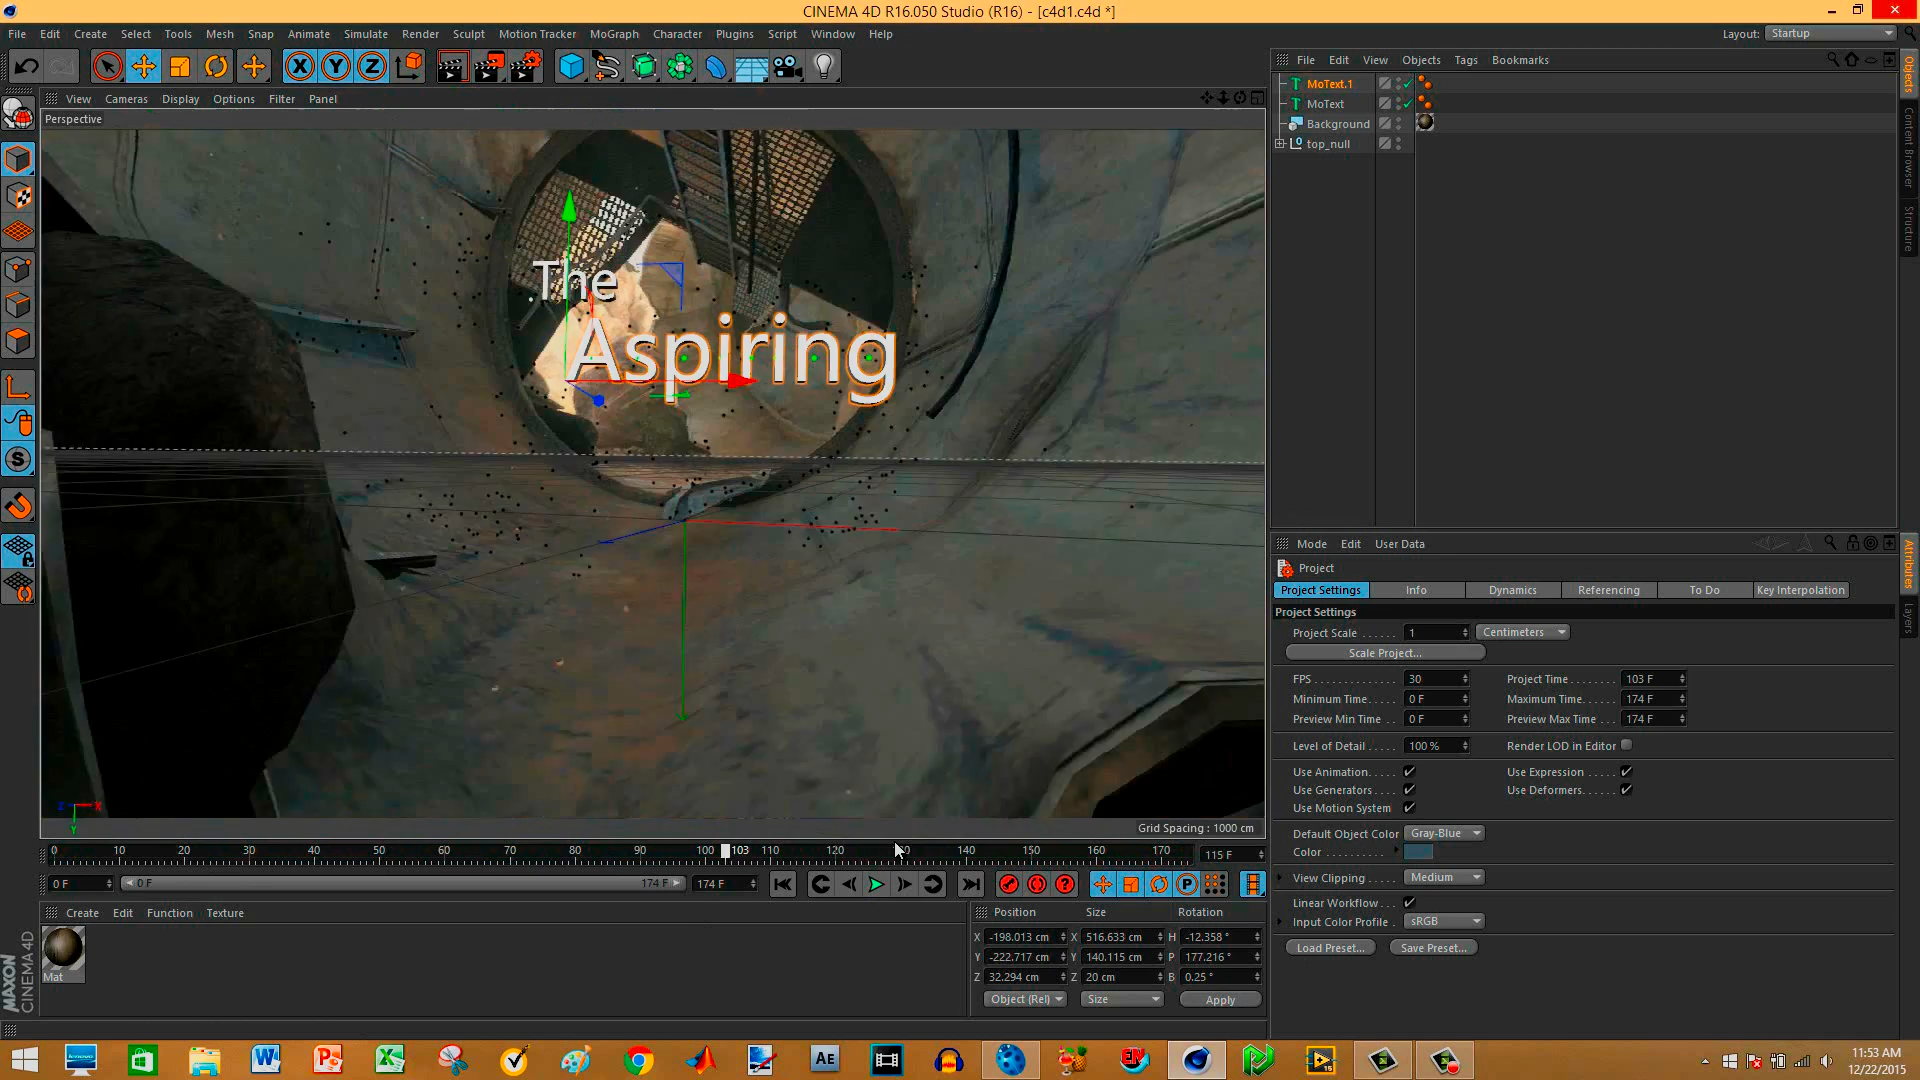 CINEMA 4D R16.050 Studio (R16) - [c4d1.c4d *]
File Edit Create Select Tools Mesh Snap Animate Simulate Render Sculpt Motion Tracker MoGraph Character Plugins Script Window Help
Layout: Startup
X Y Z
File Edit View Objects Tags Bookmarks
MoText.1
MoText
Background
top_null
Objects
Content Browser
Structure
View Cameras Display Options Filter Panel
Perspective
The
Aspiring
Grid Spacing : 1000 cm
Mode Edit User Data
Project
Project Settings Info Dynamics Referencing To Do Key Interpolation
Project Settings
Project Scale 1 Centimeters
Scale Project...
FPS 30 Project Time 103 F
Minimum Time 0 F Maximum Time 174 F
Preview Min Time 0 F Preview Max Time 174 F
Level of Detail 100 % Render LOD in Editor
Use Animation Use Expression
Use Generators Use Deformers
Use Motion System
Default Object Color Gray-Blue
Color
View Clipping Medium
Linear Workflow
Input Color Profile sRGB
Load Preset... Save Preset...
Attributes
Layers
0 10 20 30 40 50 60 70 80 90 100 103 110 120 130 140 150 160 170 115 F
0 F 0 F 174 F 174 F
Create Edit Function Texture
Mat
MAXON CINEMA 4D
Position Size Rotation
X -198.013 cm X 516.633 cm H -12.358 °
Y -222.717 cm Y 140.115 cm P 177.216 °
Z 32.294 cm Z 20 cm B 0.25 °
Object (Rel) Size Apply
11:53 AM
12/22/2015